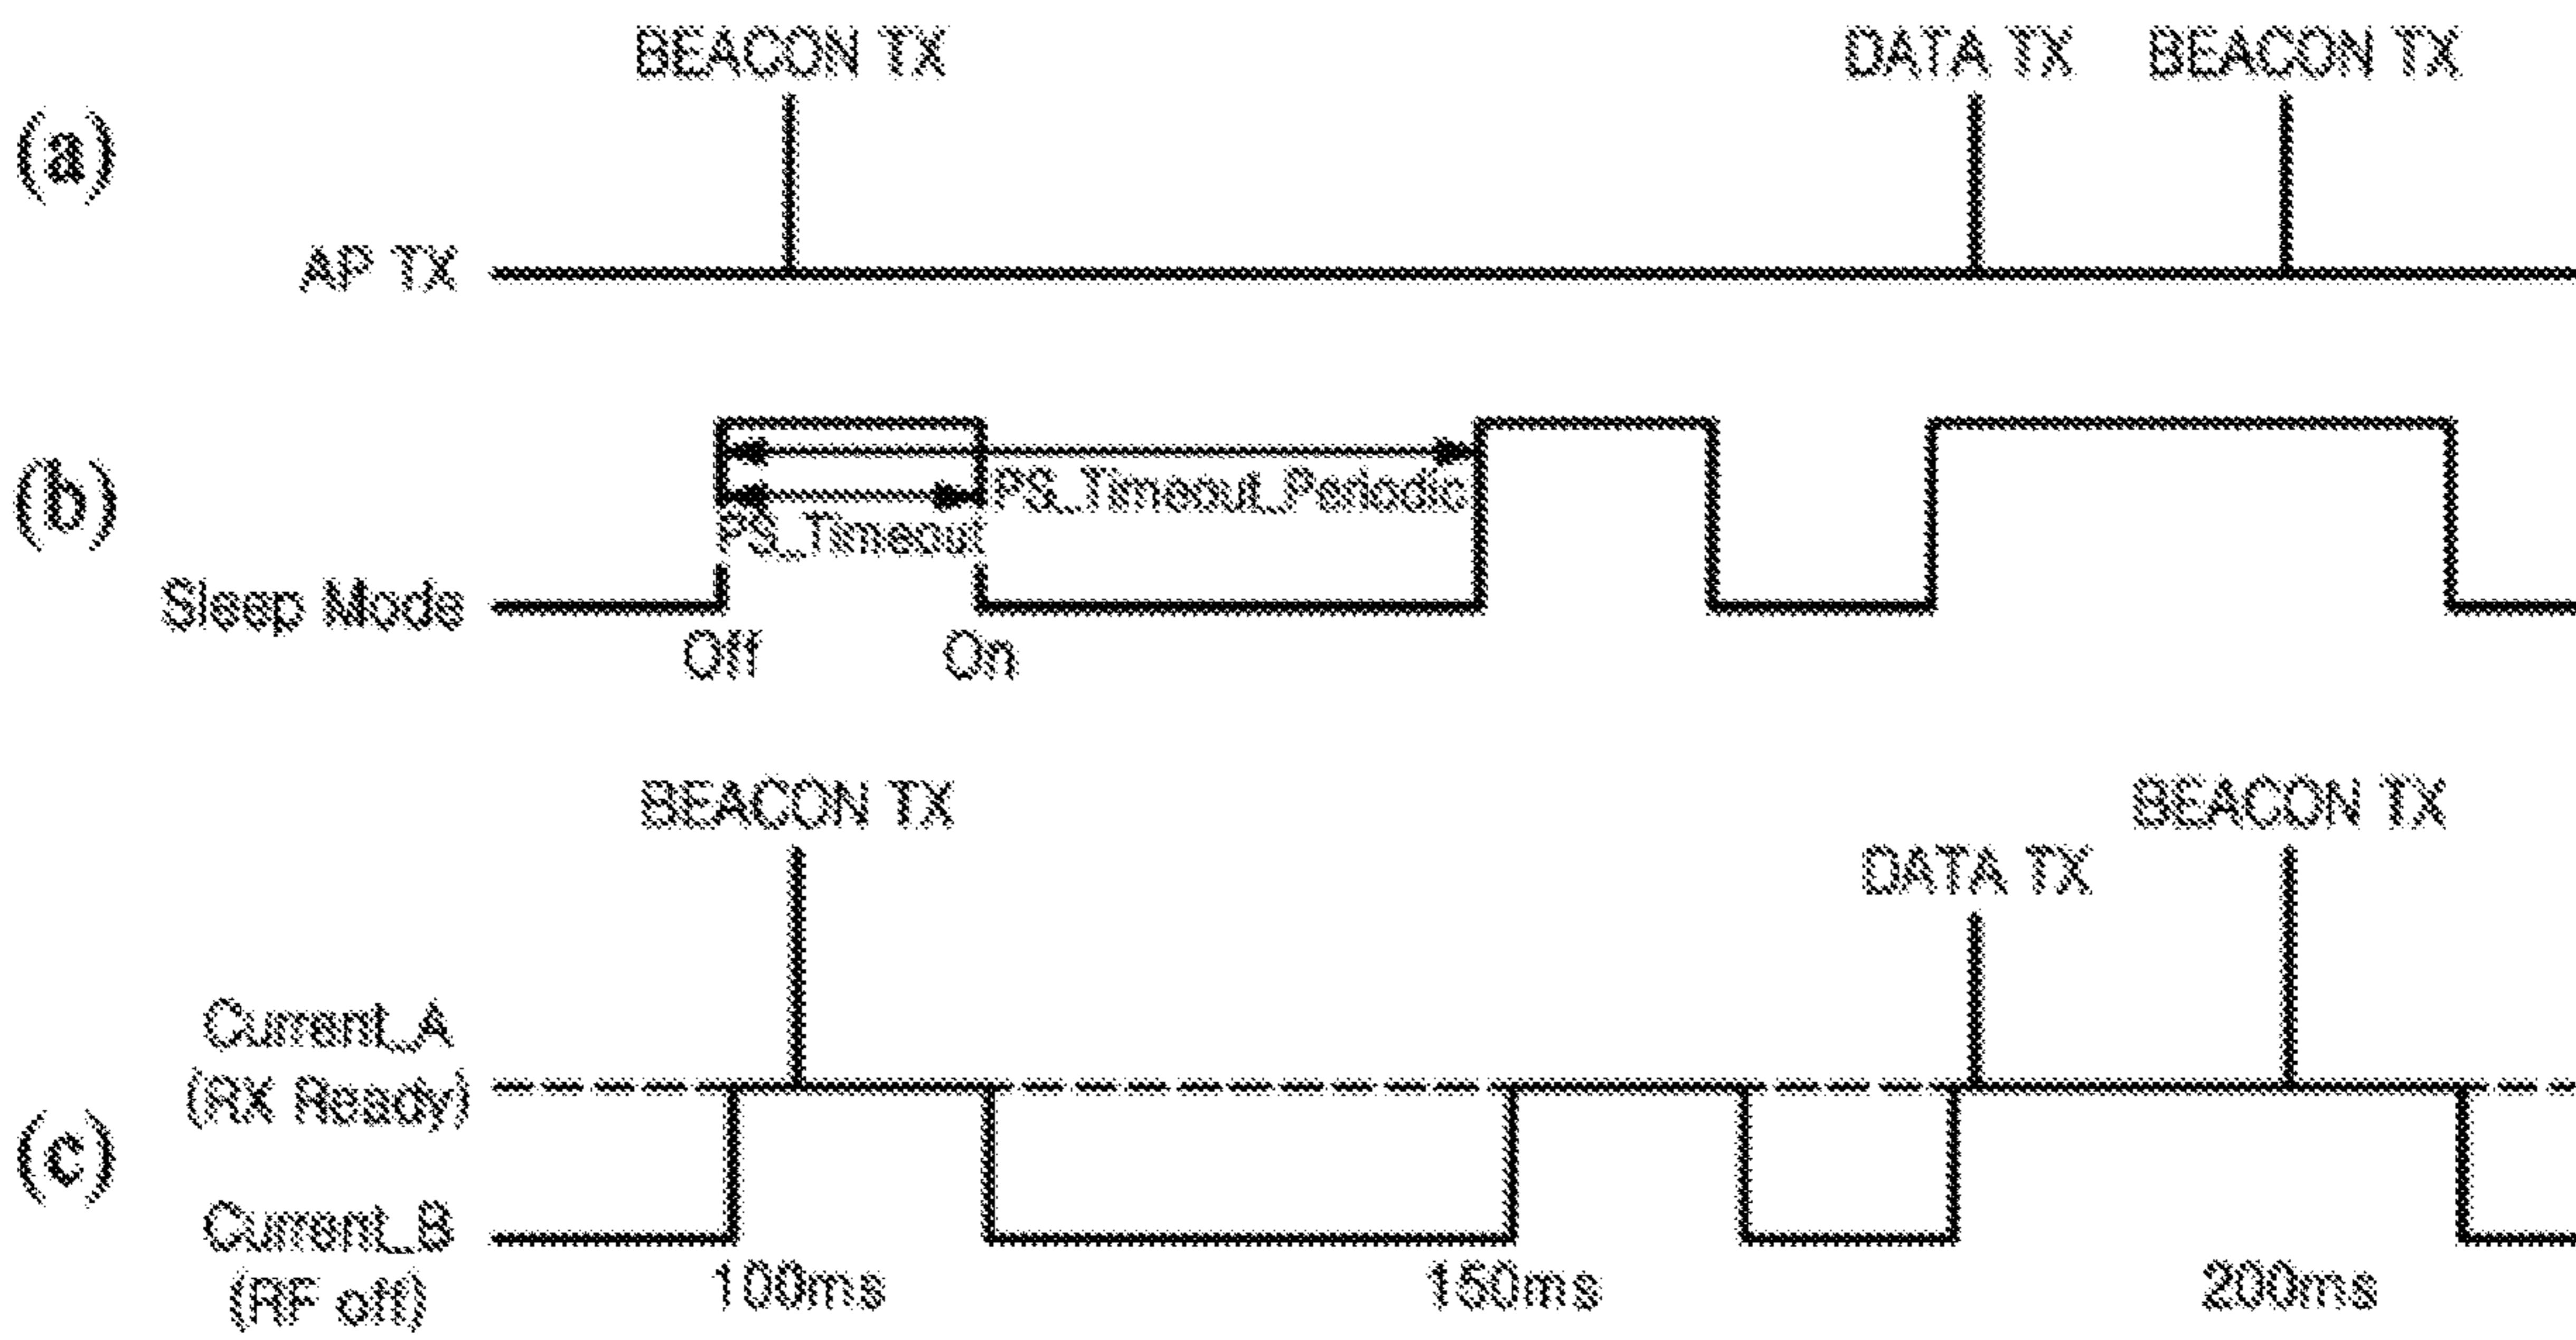 BEACON TX
DATA TX
BEACON TX
(a)
AP TX
(b)
PS_Timeout_Periodic
PS_Timeout
Sleep Mode
Off
On
BEACON TX
BEACON TX
DATA TX
Current_A
(RX Ready)
(c)
Current_B
(RF off)
100ms
150ms
200ms